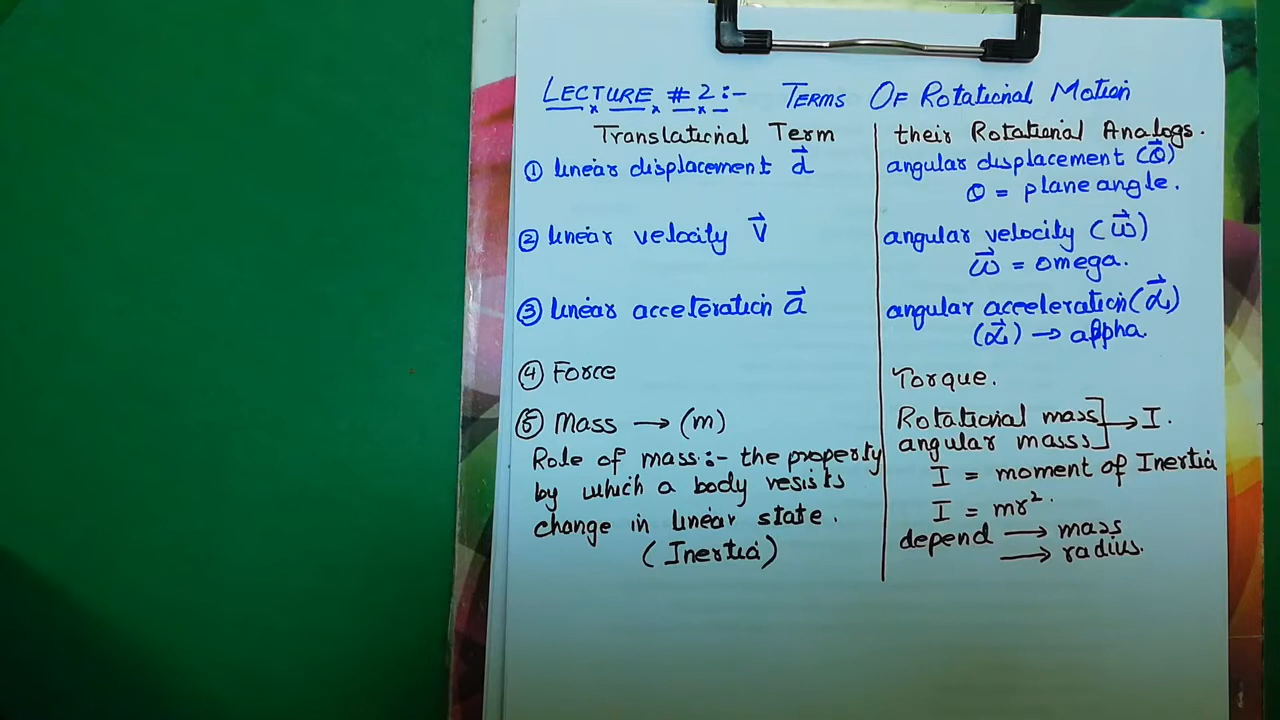 LECTURE # 2:- TERMS OF ROTATIONAL MOTION
Translational Term | their Rotational Analogs.
① linear displacement d⃗ | angular displacement (θ⃗)
θ = plane angle.
② linear velocity V⃗ | angular velocity (ω⃗)
ω⃗ = omega.
③ linear acceleration a⃗ | angular acceleration (α⃗)
(α⃗) → alpha.
④ Force | Torque.
⑤ Mass → (m) | Rotational mass] → I.
angular masss]
Role of mass:- the property
by which a body resists
change in linear state.
(Inertia)
I = moment of Inertia
I = mr².
depend → mass
→ radius.